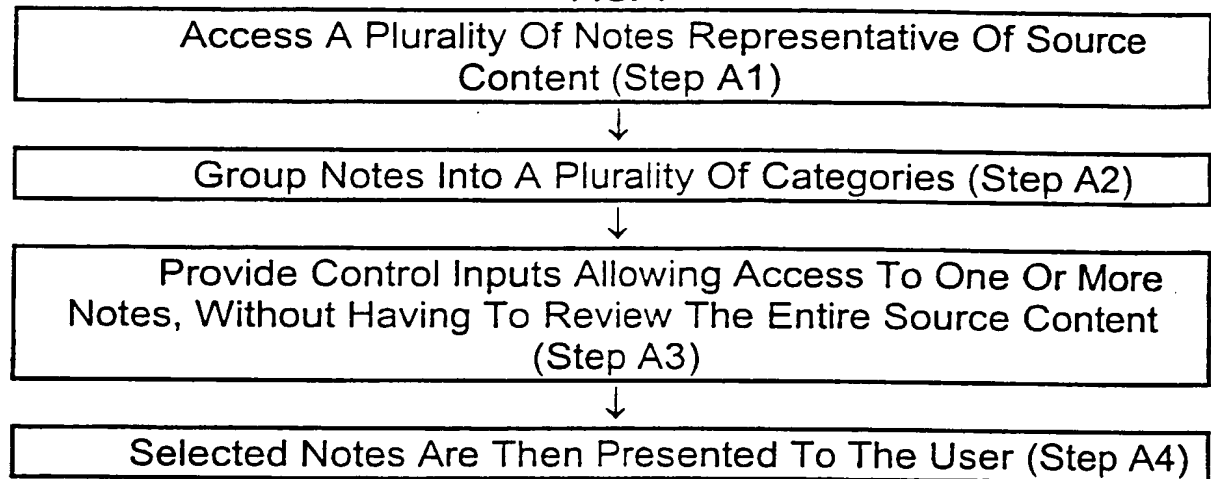 Access A Plurality Of Notes Representative Of Source
Content (Step A1)
↓
Group Notes Into A Plurality Of Categories (Step A2)
↓
Provide Control Inputs Allowing Access To One Or More
Notes, Without Having To Review The Entire Source Content
(Step A3)
↓
Selected Notes Are Then Presented To The User (Step A4)